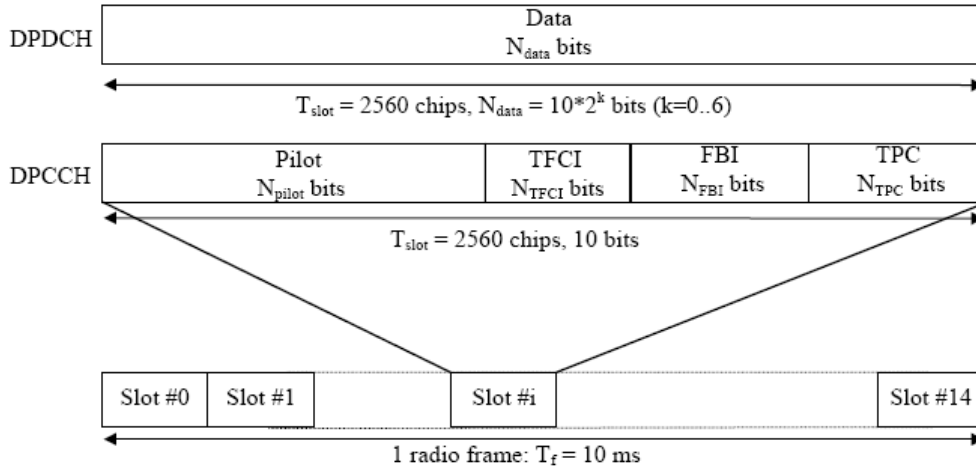 DPDCH
Data
N_data bits
T_slot = 2560 chips, N_data = 10*2^k bits (k=0..6)
DPCCH
Pilot
N_pilot bits
TFCI
N_TFCI bits
FBI
N_FBI bits
TPC
N_TPC bits
T_slot = 2560 chips, 10 bits
Slot #0
Slot #1
Slot #i
Slot #14
1 radio frame: T_f = 10 ms